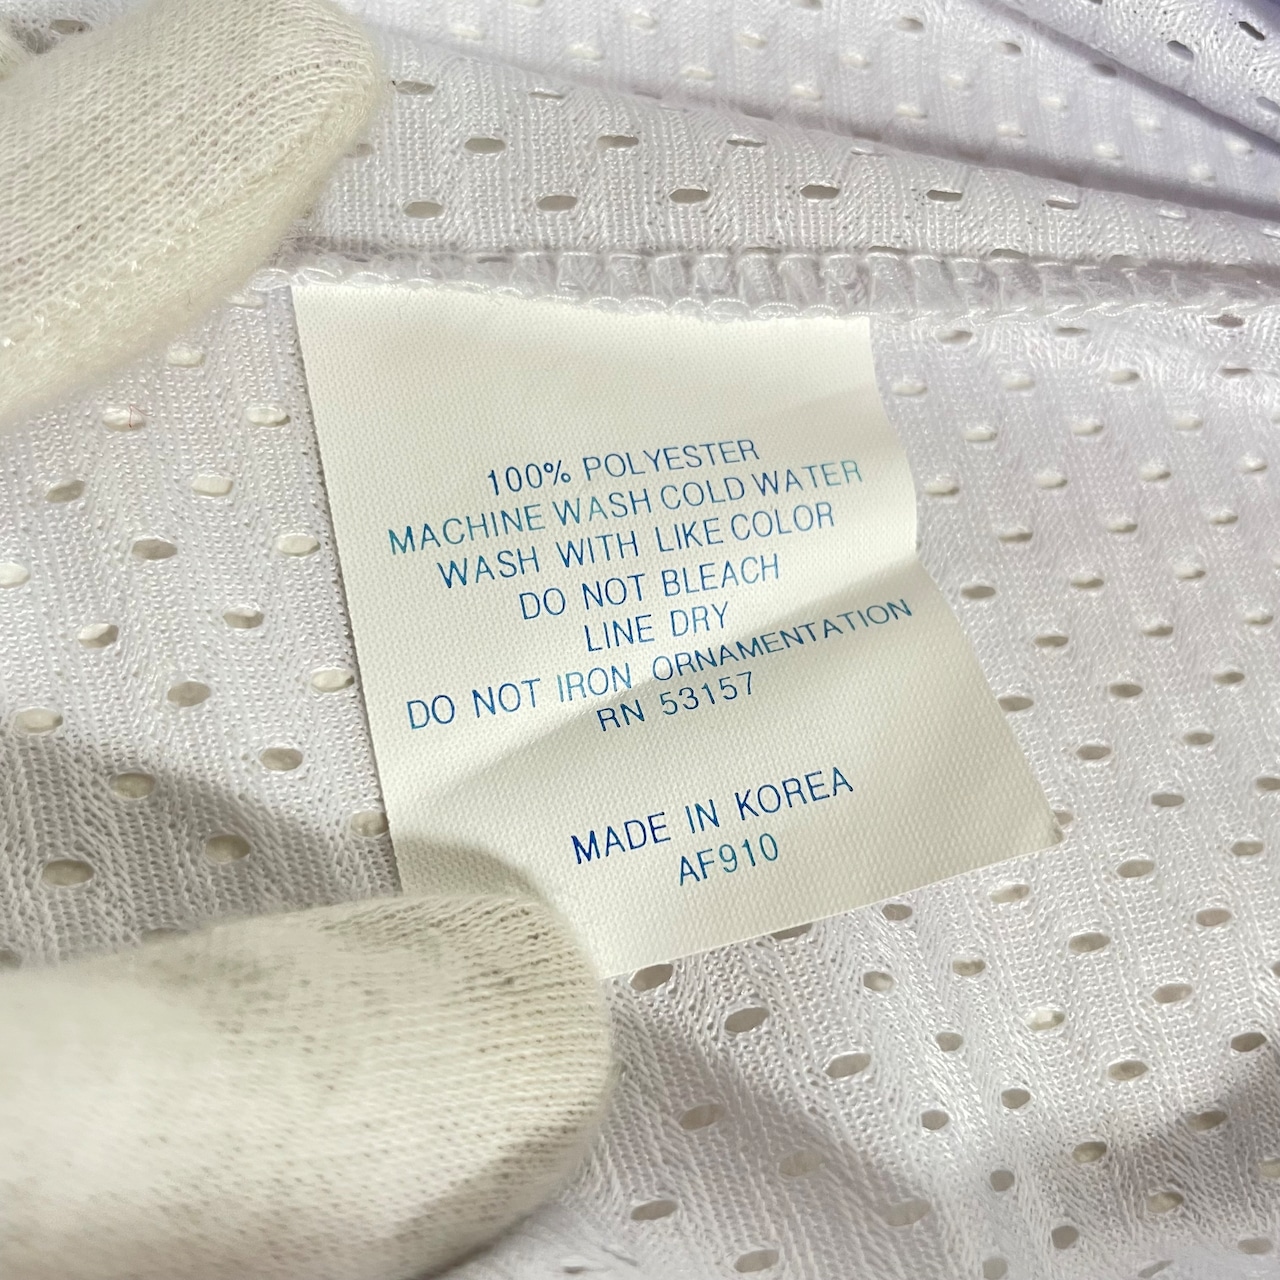 100% POLYESTER
MACHINE WASH COLD WATER
WASH WITH LIKE COLOR
DO NOT BLEACH
LINE DRY
DO NOT IRON ORNAMENTATION
RN 53157
MADE IN KOREA
AF910